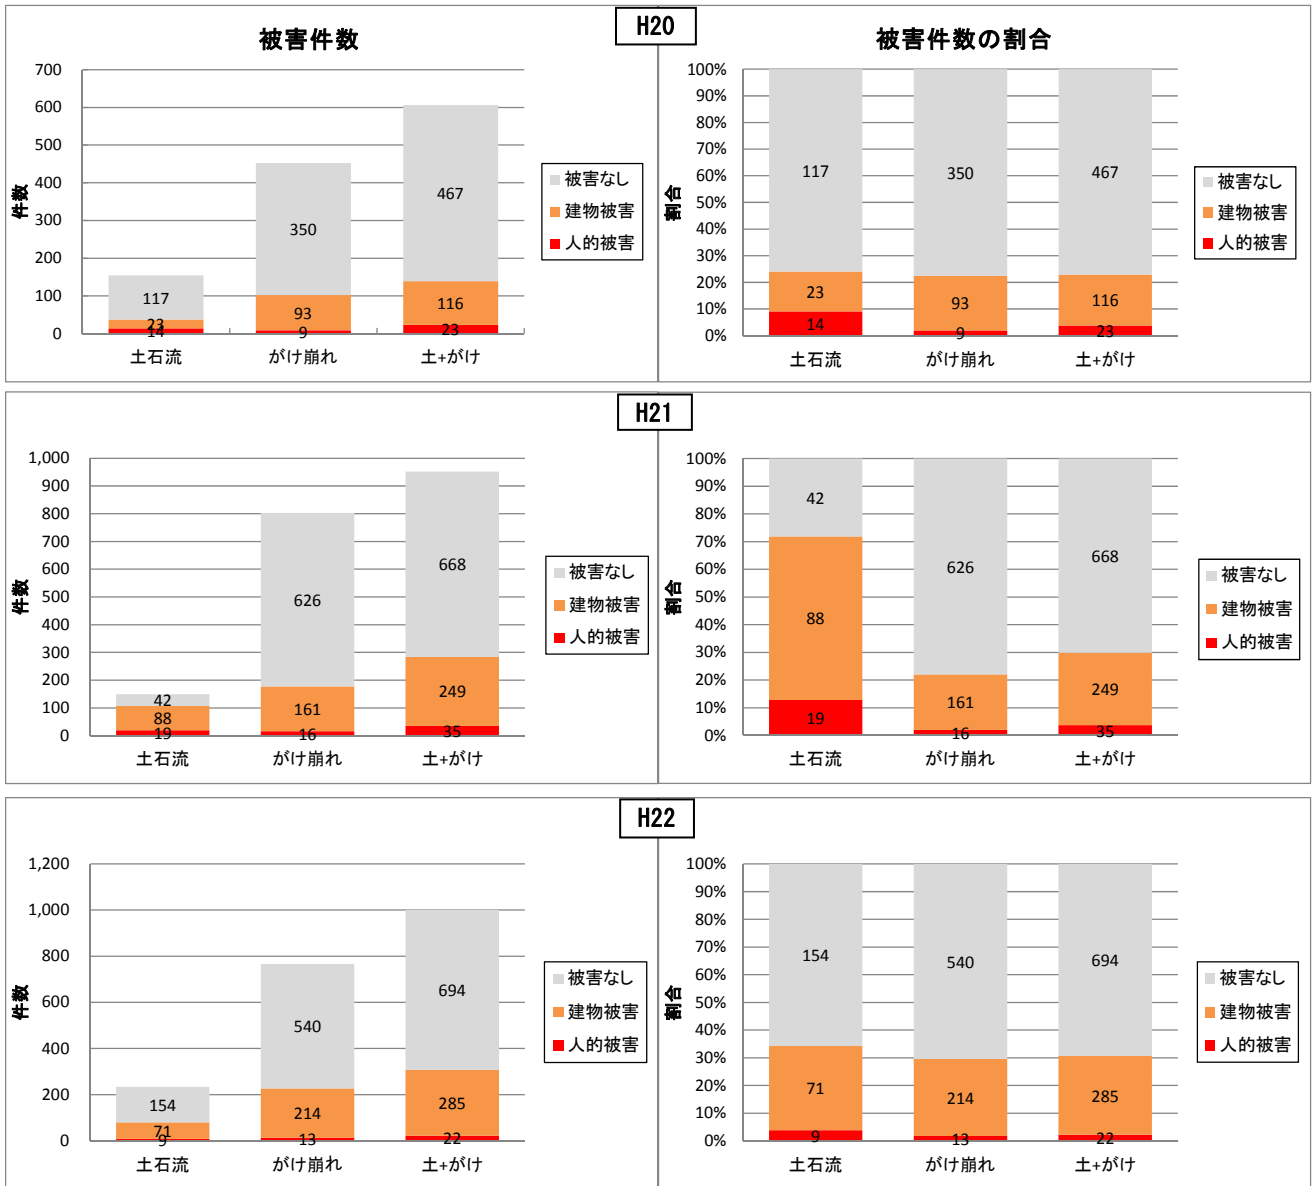 H20
被害件数
700
600
500
400
300
200
100
0
件数
117
23
14
350
93
9
467
116
23
土石流
がけ崩れ
土+がけ
被害なし
建物被害
人的被害
被害件数の割合
100%
90%
80%
70%
60%
50%
40%
30%
20%
10%
0%
割合
117
23
14
350
93
9
467
116
23
土石流
がけ崩れ
土+がけ
被害なし
建物被害
人的被害
H21
1,000
900
800
700
600
500
400
300
200
100
0
件数
42
88
19
626
161
16
668
249
35
土石流
がけ崩れ
土+がけ
被害なし
建物被害
人的被害
100%
90%
80%
70%
60%
50%
40%
30%
20%
10%
0%
割合
42
88
19
626
161
16
668
249
35
土石流
がけ崩れ
土+がけ
被害なし
建物被害
人的被害
H22
1,200
1,000
800
600
400
200
0
件数
154
71
9
540
214
13
694
285
22
土石流
がけ崩れ
土+がけ
被害なし
建物被害
人的被害
100%
90%
80%
70%
60%
50%
40%
30%
20%
10%
0%
割合
154
71
9
540
214
13
694
285
22
土石流
がけ崩れ
土+がけ
被害なし
建物被害
人的被害